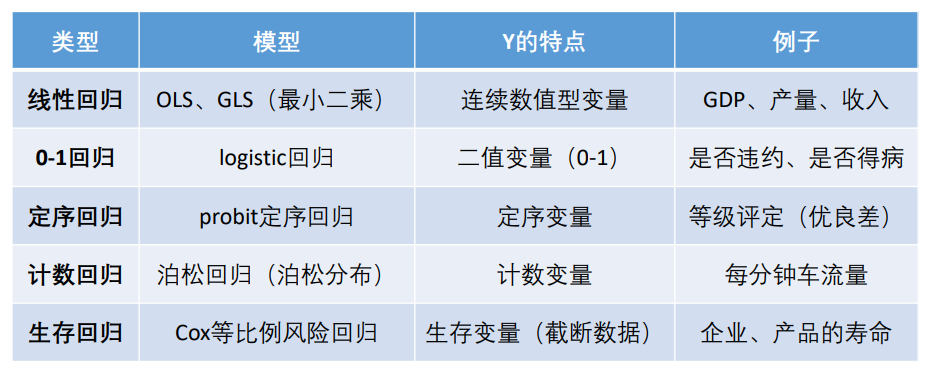 类型 模型 Y的特点 例子
线性回归 OLS、GLS（最小二乘） 连续数值型变量 GDP、产量、收入
0-1回归 logistic回归 二值变量（0-1） 是否违约、是否得病
定序回归 probit定序回归 定序变量 等级评定（优良差）
计数回归 泊松回归（泊松分布） 计数变量 每分钟车流量
生存回归 Cox等比例风险回归 生存变量（截断数据） 企业、产品的寿命